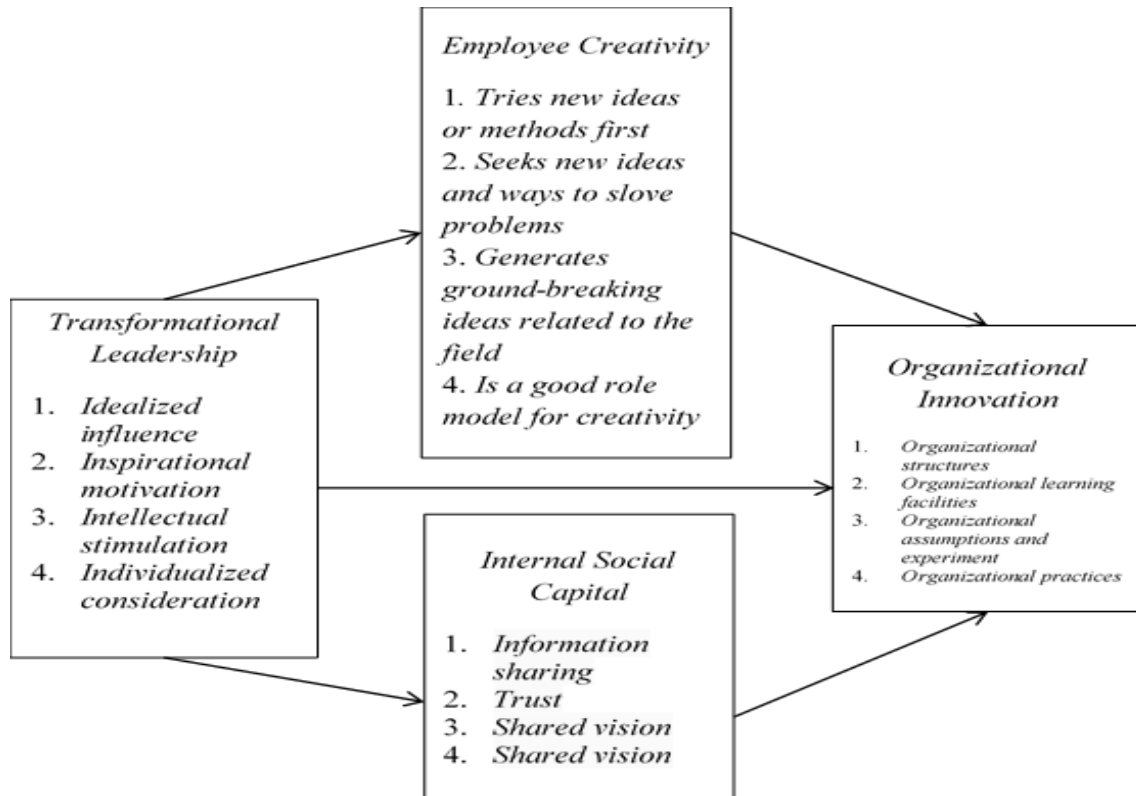 Employee Creativity
1. Tries new ideas
or methods first
2. Seeks new ideas
and ways to slove
problems
3. Generates
ground-breaking
ideas related to the
field
4. Is a good role
model for creativity
Transformational
Leadership
1. Idealized
influence
2. Inspirational
motivation
3. Intellectual
stimulation
4. Individualized
consideration
Internal Social
Capital
1. Information
sharing
2. Trust
3. Shared vision
4. Shared vision
Organizational
Innovation
1. Organizational
structures
2. Organizational learning
facilities
3. Organizational
assumptions and
experiment
4. Organizational practices